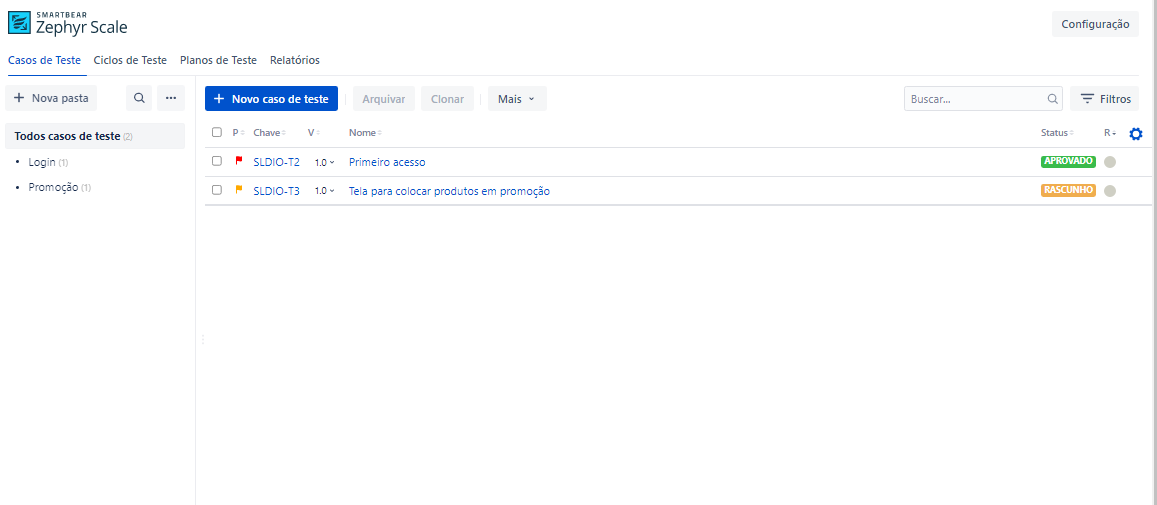 SMARTBEAR
Zephyr Scale
Configuração
Casos de Teste Ciclos de Teste Planos de Teste Relatórios
+ Nova pasta ...
+ Novo caso de teste Arquivar Clonar Mais Buscar... Filtros
Todos casos de teste (2)
Login (1)
Promoção (1)
P Chave V Nome Status R
SLDIO-T2 1.0 Primeiro acesso APROVADO
SLDIO-T3 1.0 Tela para colocar produtos em promoção RASCUNHO